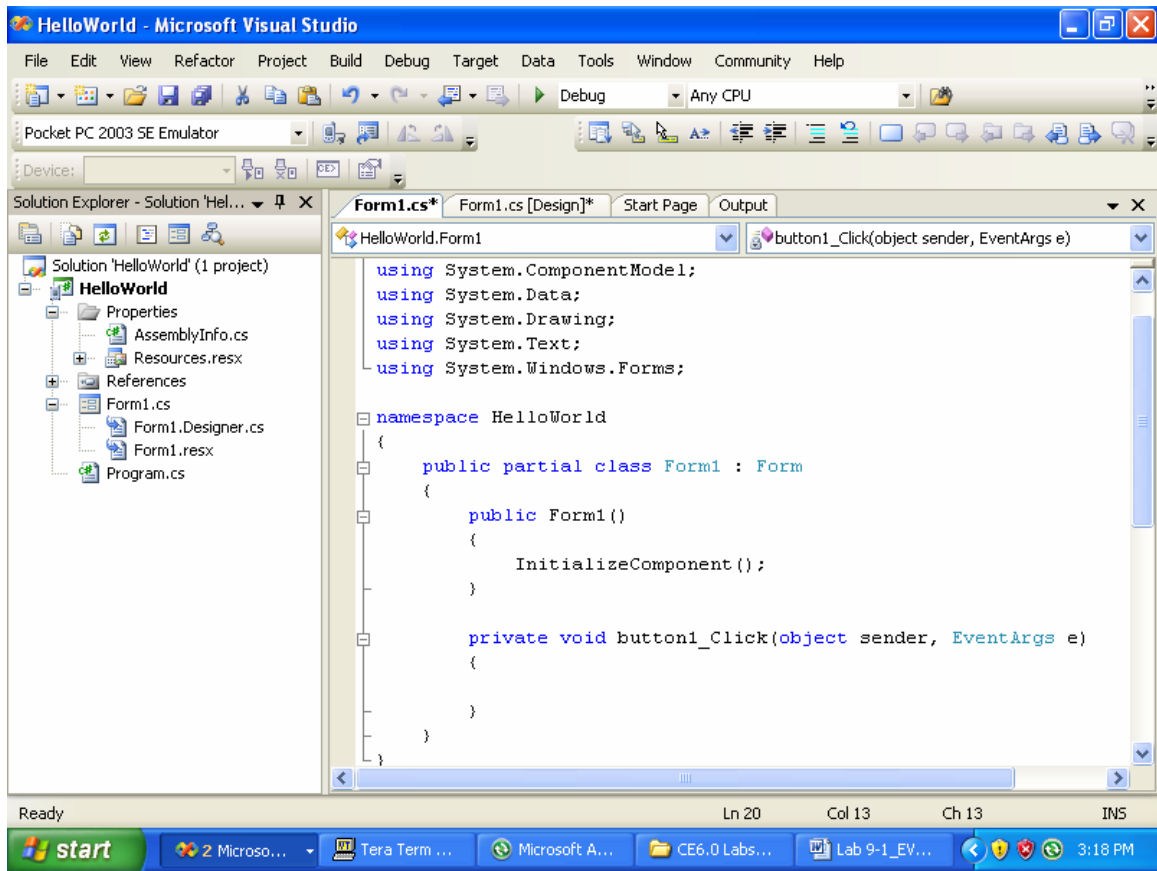 HelloWorld - Microsoft Visual Studio
File Edit View Refactor Project Build Debug Target Data Tools Window Community Help
Debug Any CPU
Pocket PC 2003 SE Emulator
Device:
Solution Explorer - Solution 'Hel...
Solution 'HelloWorld' (1 project)
HelloWorld
Properties
AssemblyInfo.cs
Resources.resx
References
Form1.cs
Form1.Designer.cs
Form1.resx
Program.cs
Form1.cs* Form1.cs [Design]* Start Page Output
HelloWorld.Form1 button1_Click(object sender, EventArgs e)
using System.ComponentModel;
using System.Data;
using System.Drawing;
using System.Text;
using System.Windows.Forms;
namespace HelloWorld
{
public partial class Form1 : Form
{
public Form1()
{
InitializeComponent();
}
private void button1_Click(object sender, EventArgs e)
{
}
}
}
Ready Ln 20 Col 13 Ch 13 INS
start 2 Microso... Tera Term ... Microsoft A... CE6.0 Labs... Lab 9-1_EV... 3:18 PM